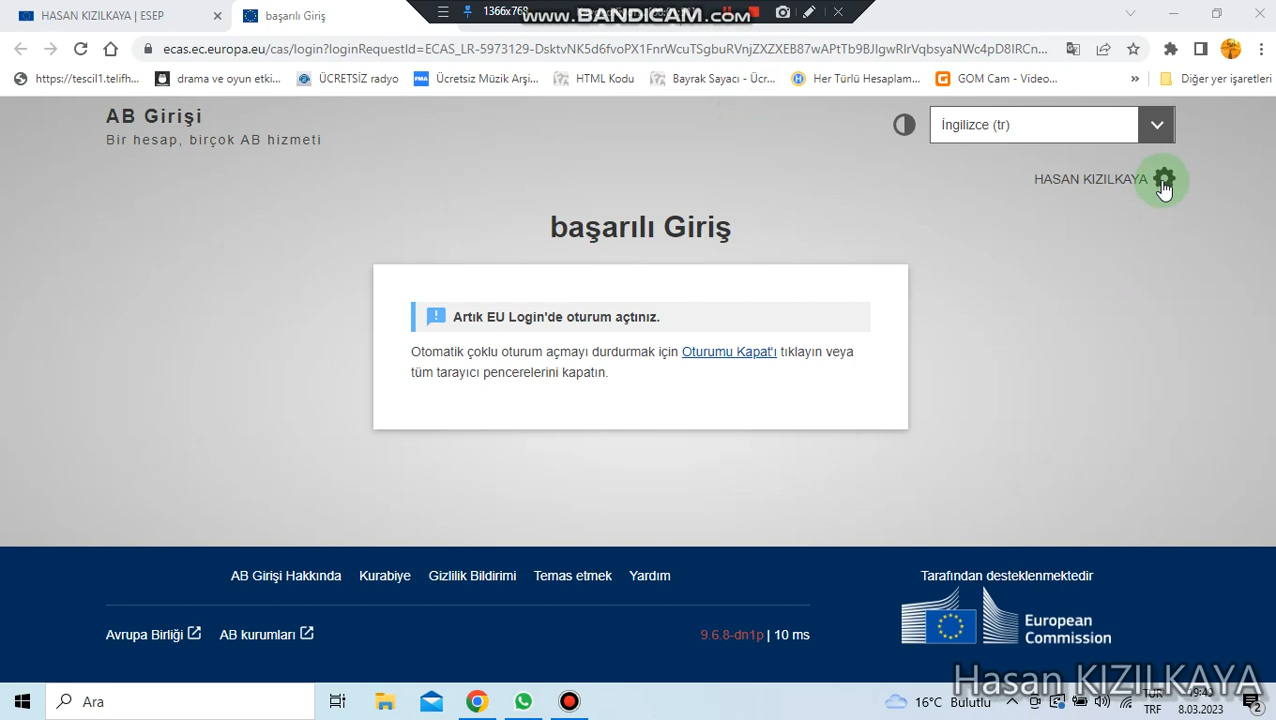 HASAN KIZILKAYA | ESEP
başarılı Giriş
1366x768
www.BANDICAM.com
ecas.ec.europa.eu/cas/login?loginRequestId=ECAS_LR-5973129-DsktvNK5d6fvoPX1FnrWcuTSgbuRVnjZXZXEB87wAPtTb9BJIgwRlrVqbsyaNWc4pD8IRCn...
https://tescil1.telifh...
drama ve oyun etki...
ÜCRETSİZ radyo
Ücretsiz Müzik Arşi...
HTML Kodu
Bayrak Sayacı - Ücr...
Her Türlü Hesaplam...
GOM Cam - Video...
»
Diğer yer işaretleri
AB Girişi
Bir hesap, birçok AB hizmeti
İngilizce (tr)
HASAN KIZILKAYA
başarılı Giriş
Artık EU Login'de oturum açtınız.
Otomatik çoklu oturum açmayı durdurmak için Oturumu Kapat'ı tıklayın veya
tüm tarayıcı pencerelerini kapatın.
AB Girişi Hakkında Kurabiye Gizlilik Bildirimi Temas etmek Yardım
Tarafından desteklenmektedir
European
Commission
Avrupa Birliği AB kurumları
9.6.8-dn1p | 10 ms
Hasan KIZILKAYA
Ara
16°C Bulutlu
TRF
8.03.2023
2